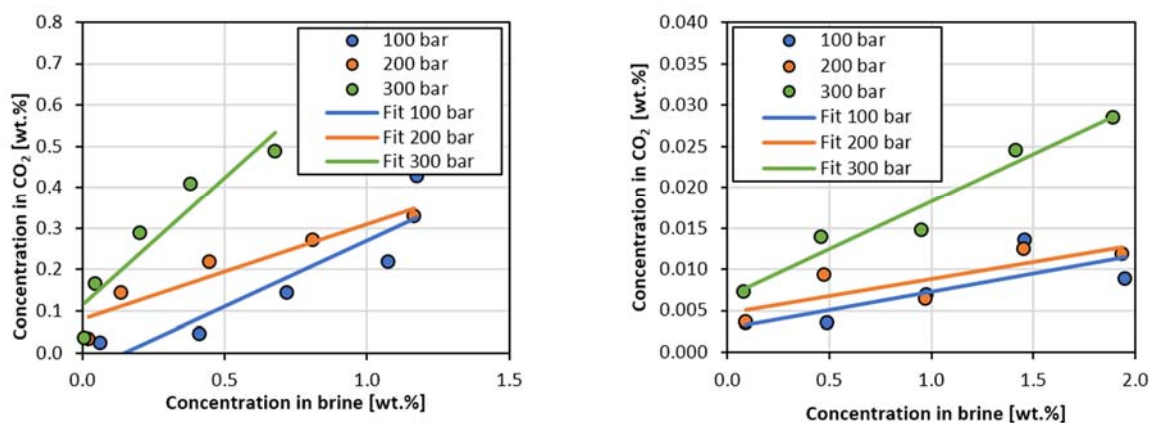 0.8
0.7
0.6
0.5
0.4
0.3
0.2
0.1
0.0
Concentration in CO₂ [wt.%]
100 bar
200 bar
300 bar
Fit 100 bar
Fit 200 bar
Fit 300 bar
0.0 0.5 1.0 1.5
Concentration in brine [wt.%]
0.040
0.035
0.030
0.025
0.020
0.015
0.010
0.005
0.000
Concentration in CO₂ [wt.%]
100 bar
200 bar
300 bar
Fit 100 bar
Fit 200 bar
Fit 300 bar
0.0 0.5 1.0 1.5 2.0
Concentration in brine [wt.%]